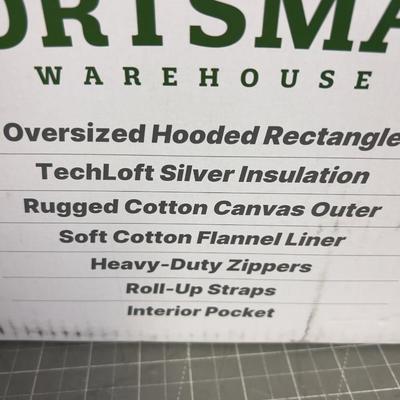 ORTSMA
WAREHOUSE
Oversized Hooded Rectangle
TechLoft Silver Insulation
Rugged Cotton Canvas Outer
Soft Cotton Flannel Liner
Heavy-Duty Zippers
Roll-Up Straps
Interior Pocket